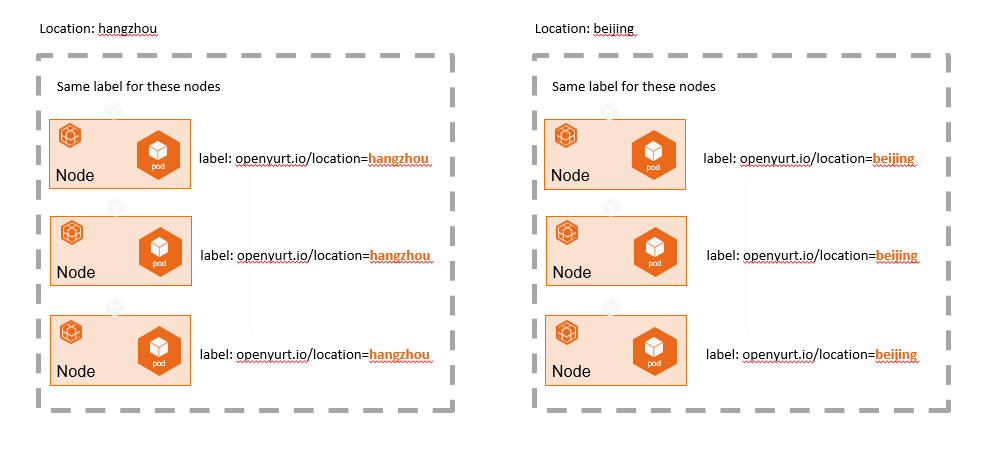 Location: hangzhou
Same label for these nodes
pod
Node
label: openyurt.io/location=hangzhou
pod
Node
label: openyurt.io/location=hangzhou
pod
Node
label: openyurt.io/location=hangzhou
Location: beijing
Same label for these nodes
pod
Node
label: openyurt.io/location=beijing
pod
Node
label: openyurt.io/location=beijing
pod
Node
label: openyurt.io/location=beijing